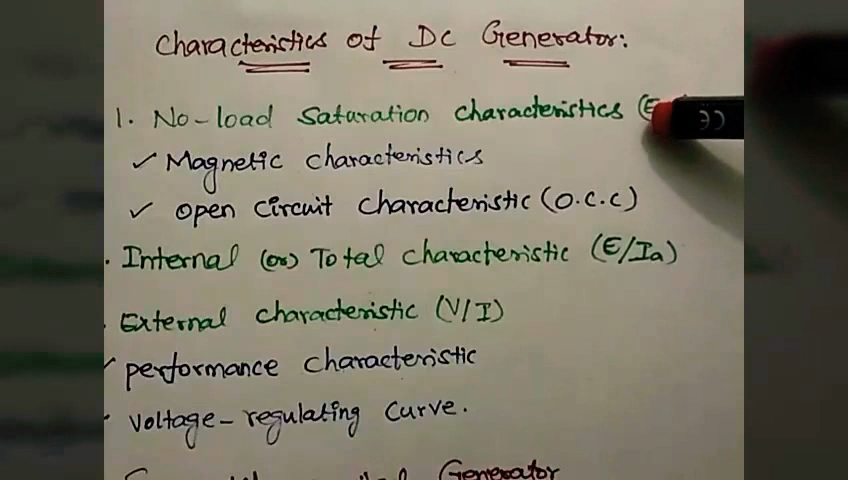 Characteristics of DC Generator:
1. No-load Saturation characteristics (E
✓ Magnetic characteristics
✓ open circuit characteristic (O.C.C)
. Internal (or) Total characteristic (E/Ia)
. External characteristic (V/I)
✓ performance characteristic
voltage-regulating curve.
Generator